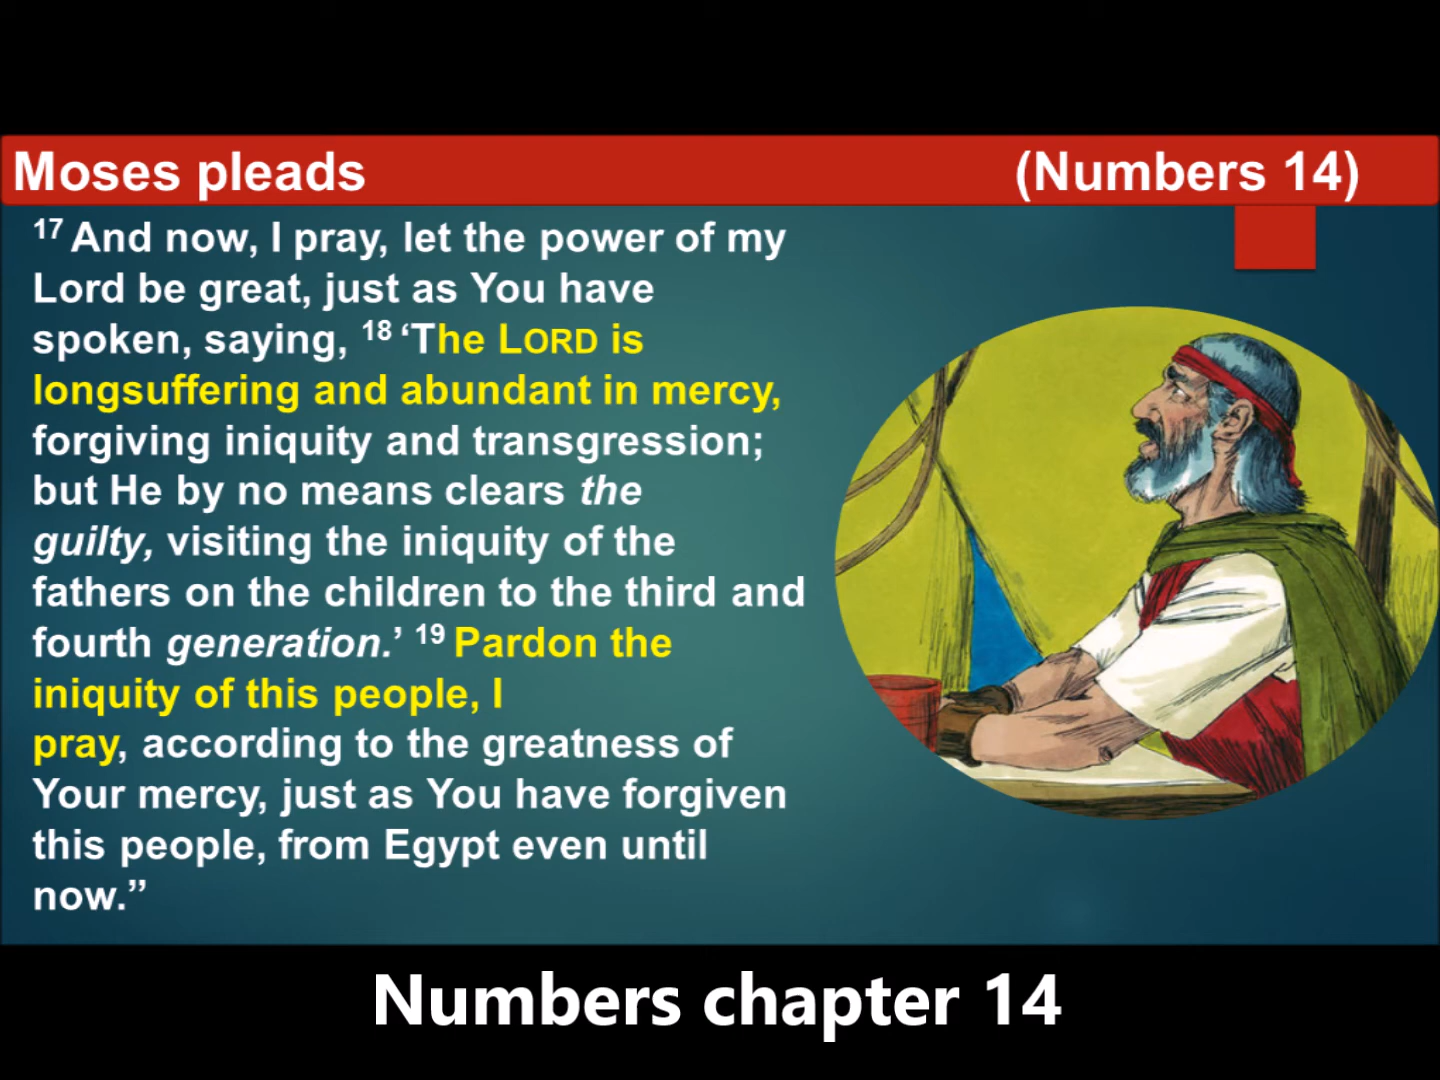 Moses pleads (Numbers 14)
17 And now, I pray, let the power of my
Lord be great, just as You have
spoken, saying, 18 ‘The LORD is
longsuffering and abundant in mercy,
forgiving iniquity and transgression;
but He by no means clears the
guilty, visiting the iniquity of the
fathers on the children to the third and
fourth generation.’ 19 Pardon the
iniquity of this people, I
pray, according to the greatness of
Your mercy, just as You have forgiven
this people, from Egypt even until
now.”
Numbers chapter 14